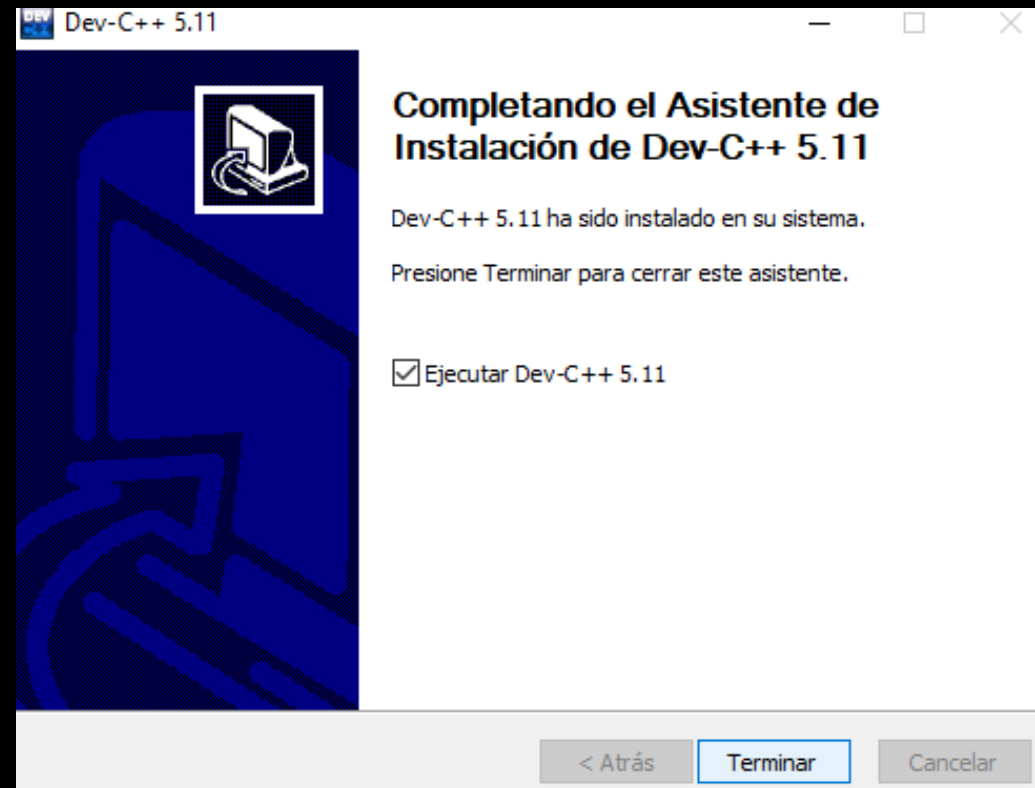 DEV
Dev-C++ 5.11
Completando el Asistente de
Instalación de Dev-C++ 5.11
Dev-C++ 5.11 ha sido instalado en su sistema.
Presione Terminar para cerrar este asistente.
Ejecutar Dev-C++ 5.11
< Atrás
Terminar
Cancelar